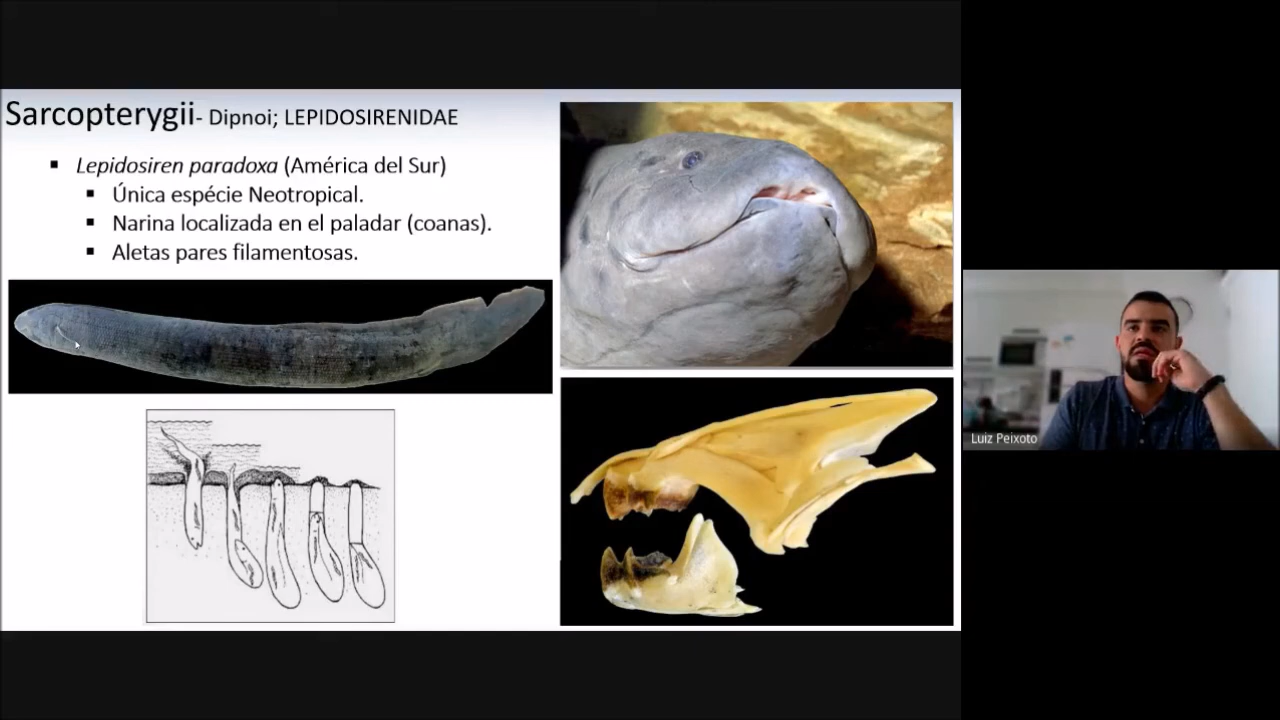 Sarcopterygii- Dipnoi; LEPIDOSIRENIDAE
Lepidosiren paradoxa (América del Sur)
Única espécie Neotropical.
Narina localizada en el paladar (coanas).
Aletas pares filamentosas.
Luiz Peixoto